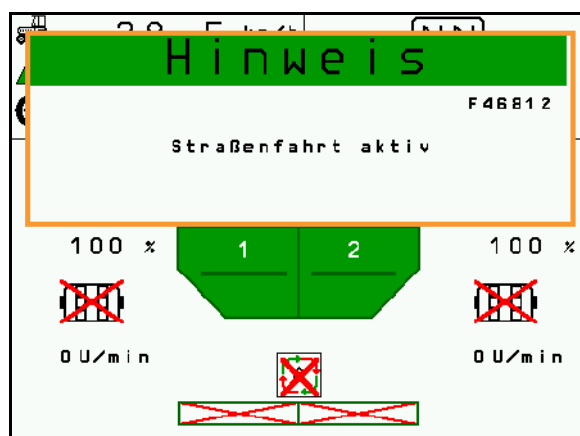 Hinweis
F46812
Straßenfahrt aktiv
100 %
1
2
100 %
0 U/min
0 U/min